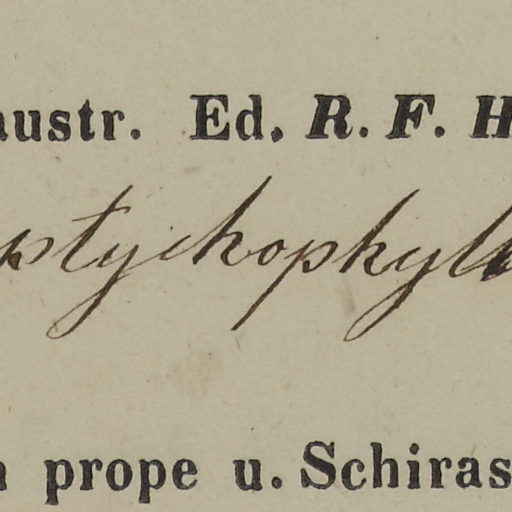 austr. Ed. R. F. H
ptychophyll
prope u. Schiras